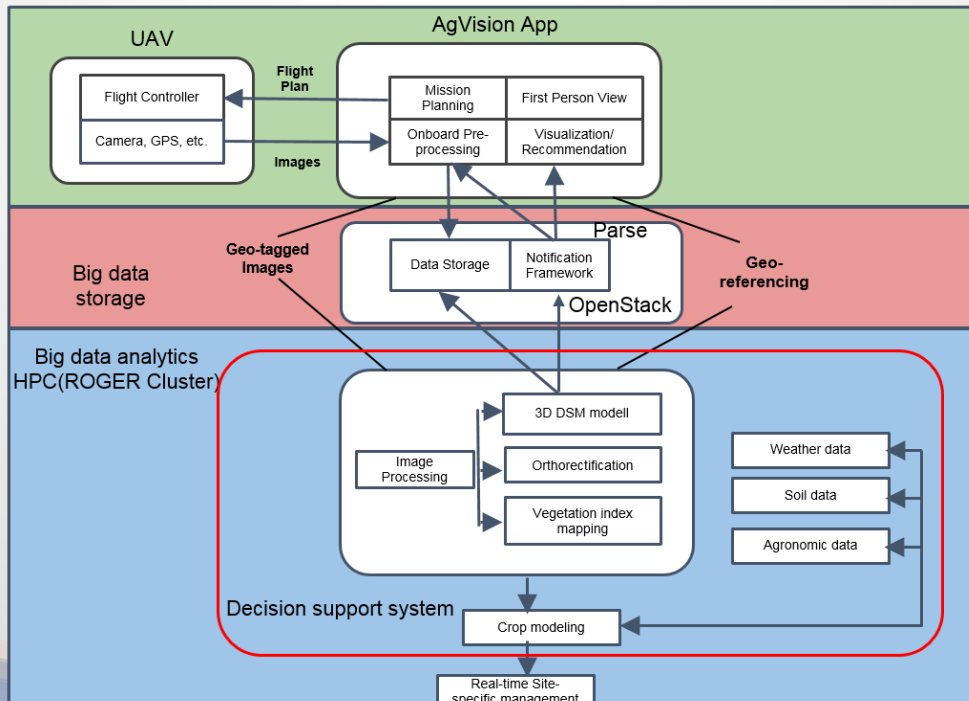 AgVision App
UAV
Flight
Plan
Flight Controller
Camera, GPS, etc.
Images
Mission
Planning
First Person View
Onboard Pre-
processing
Visualization/
Recommendation
Big data
storage
Geo-tagged
Images
Parse
Data Storage
Notification
Framework
OpenStack
Geo-
referencing
Big data analytics
HPC(ROGER Cluster)
3D DSM modell
Image
Processing
Orthorectification
Vegetation index
mapping
Weather data
Soil data
Agronomic data
Decision support system
Crop modeling
Real-time Site-
specific management